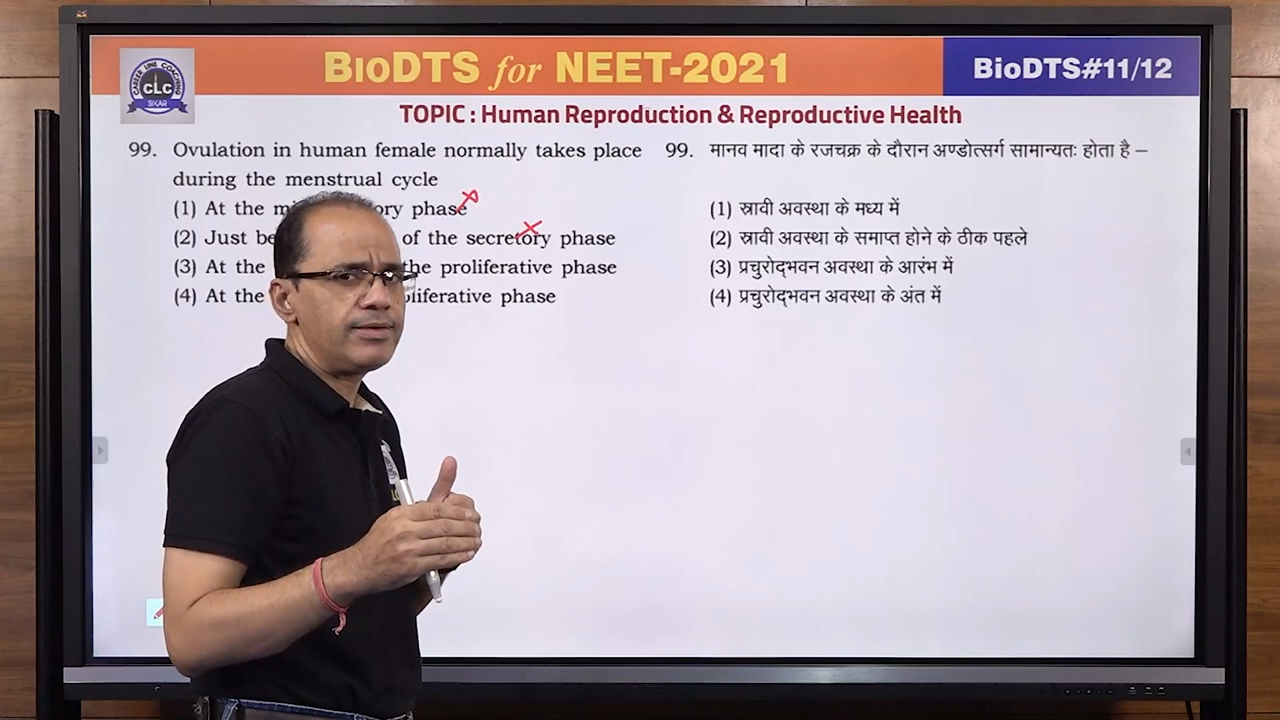 BIODTS for NEET-2021
BioDTS#11/12
CAREER LINE COACHING
CLC
SIKAR
TOPIC : Human Reproduction & Reproductive Health
99. Ovulation in human female normally takes place
during the menstrual cycle
(1) At the ory phase
(2) Just of the secretory phase
(3) At the the proliferative phase
(4) At the phase
99. मानव मादा के रजचक्र के दौरान अण्डोत्सर्ग सामान्यतः होता है –
(1) स्रावी अवस्था के मध्य में
(2) स्रावी अवस्था के समाप्त होने के ठीक पहले
(3) प्रचुरोद्भवन अवस्था के आरंभ में
(4) प्रचुरोद्भवन अवस्था के अंत में